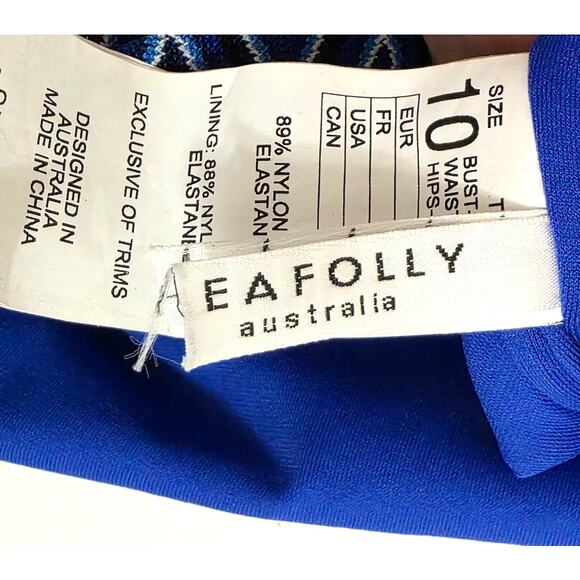 EAFOLLY
australia
SIZE
10
BUST-
WAIST
HIPS-
EUR
FR
USA
CAN
89% NYLON
ELASTAN
LINING: 88% NYL
ELASTAN
EXCLUSIVE OF TRIMS
DESIGNED IN
AUSTRALIA
MADE IN CHINA